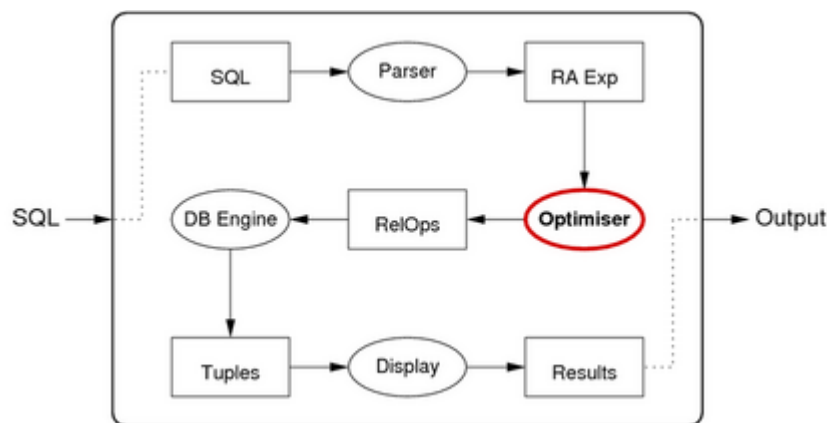 SQL
Parser
RA Exp
SQL
DB Engine
RelOps
Optimiser
Output
Tuples
Display
Results